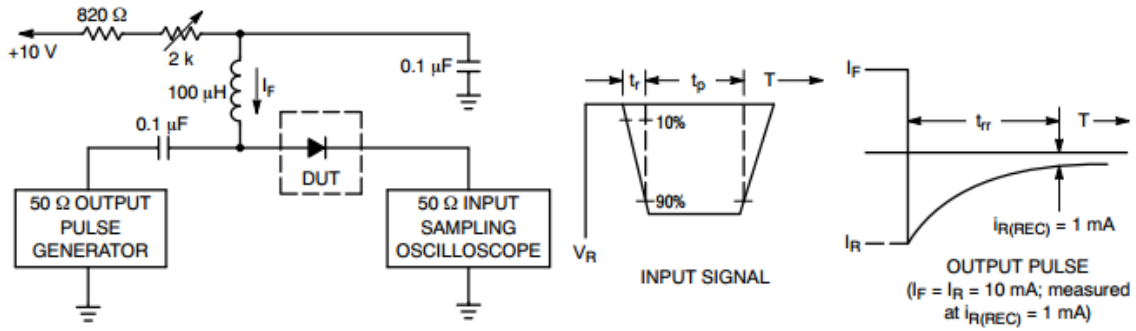 820 Ω
+10 V
2 k
0.1 μF
100 μH
I_F
0.1 μF
DUT
50 Ω OUTPUT
PULSE
GENERATOR
50 Ω INPUT
SAMPLING
OSCILLOSCOPE
t_r
t_p
T
10%
90%
V_R
INPUT SIGNAL
I_F
t_rr
T
I_R
i_R(REC) = 1 mA
OUTPUT PULSE
(I_F = I_R = 10 mA; measured
at i_R(REC) = 1 mA)